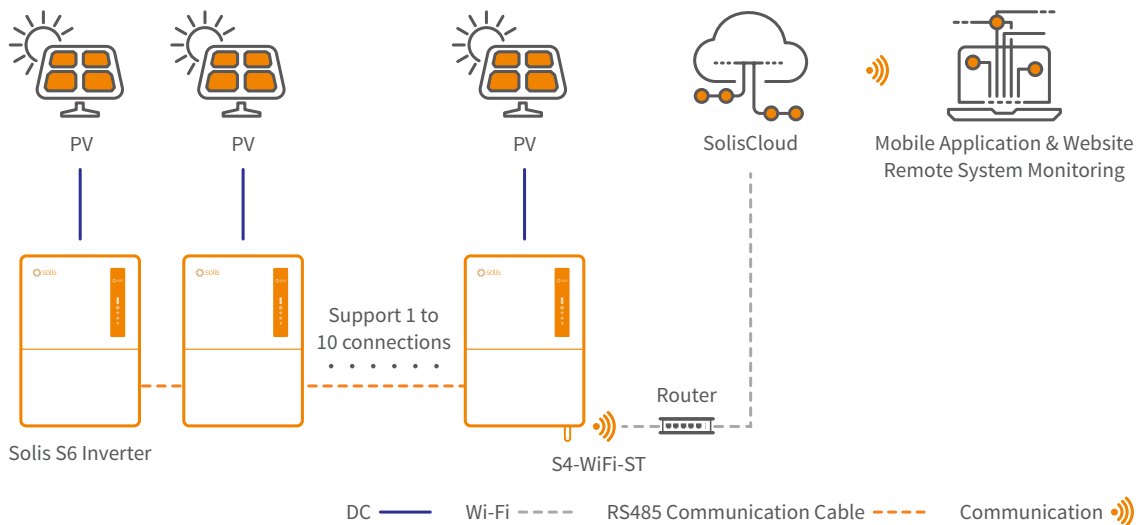 PV
PV
PV
SolisCloud
Mobile Application & Website
Remote System Monitoring
solis
solis
solis
Support 1 to
10 connections
Router
Solis S6 Inverter
S4-WiFi-ST
DC
Wi-Fi
RS485 Communication Cable
Communication